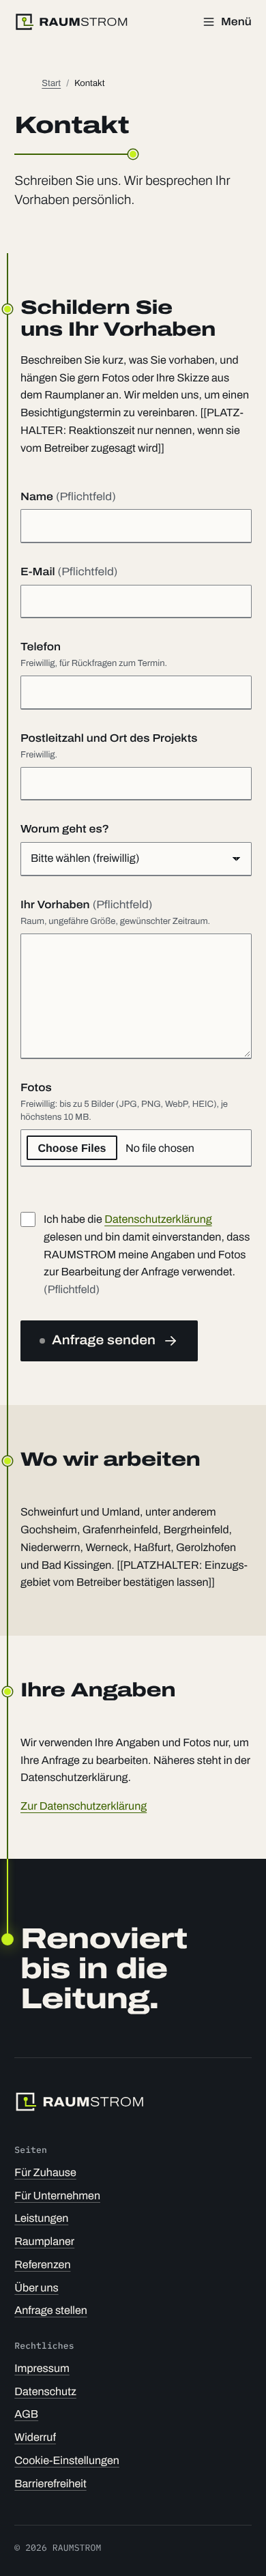 RAUMSTROM
Menü
Start / Kontakt
Kontakt
Schreiben Sie uns. Wir besprechen Ihr
Vorhaben persönlich.
Schildern Sie
uns Ihr Vorhaben
Beschreiben Sie kurz, was Sie vorhaben, und
hängen Sie gern Fotos oder Ihre Skizze aus
dem Raumplaner an. Wir melden uns, um einen
Besichtigungstermin zu vereinbaren. [[PLATZ-
HALTER: Reaktionszeit nur nennen, wenn sie
vom Betreiber zugesagt wird]]
Name (Pflichtfeld)
E-Mail (Pflichtfeld)
Telefon
Freiwillig, für Rückfragen zum Termin.
Postleitzahl und Ort des Projekts
Freiwillig.
Worum geht es?
Bitte wählen (freiwillig)
Ihr Vorhaben (Pflichtfeld)
Raum, ungefähre Größe, gewünschter Zeitraum.
Fotos
Freiwillig: bis zu 5 Bilder (JPG, PNG, WebP, HEIC), je
höchstens 10 MB.
Choose Files No file chosen
Ich habe die Datenschutzerklärung
gelesen und bin damit einverstanden, dass
RAUMSTROM meine Angaben und Fotos
zur Bearbeitung der Anfrage verwendet.
(Pflichtfeld)
Anfrage senden →
Wo wir arbeiten
Schweinfurt und Umland, unter anderem
Gochsheim, Grafenrheinfeld, Bergrheinfeld,
Niederwerrn, Werneck, Haßfurt, Gerolzhofen
und Bad Kissingen. [[PLATZHALTER: Einzugs-
gebiet vom Betreiber bestätigen lassen]]
Ihre Angaben
Wir verwenden Ihre Angaben und Fotos nur, um
Ihre Anfrage zu bearbeiten. Näheres steht in der
Datenschutzerklärung.
Zur Datenschutzerklärung
Renoviert
bis in die
Leitung.
RAUMSTROM
Seiten
Für Zuhause
Für Unternehmen
Leistungen
Raumplaner
Referenzen
Über uns
Anfrage stellen
Rechtliches
Impressum
Datenschutz
AGB
Widerruf
Cookie-Einstellungen
Barrierefreiheit
© 2026 RAUMSTROM